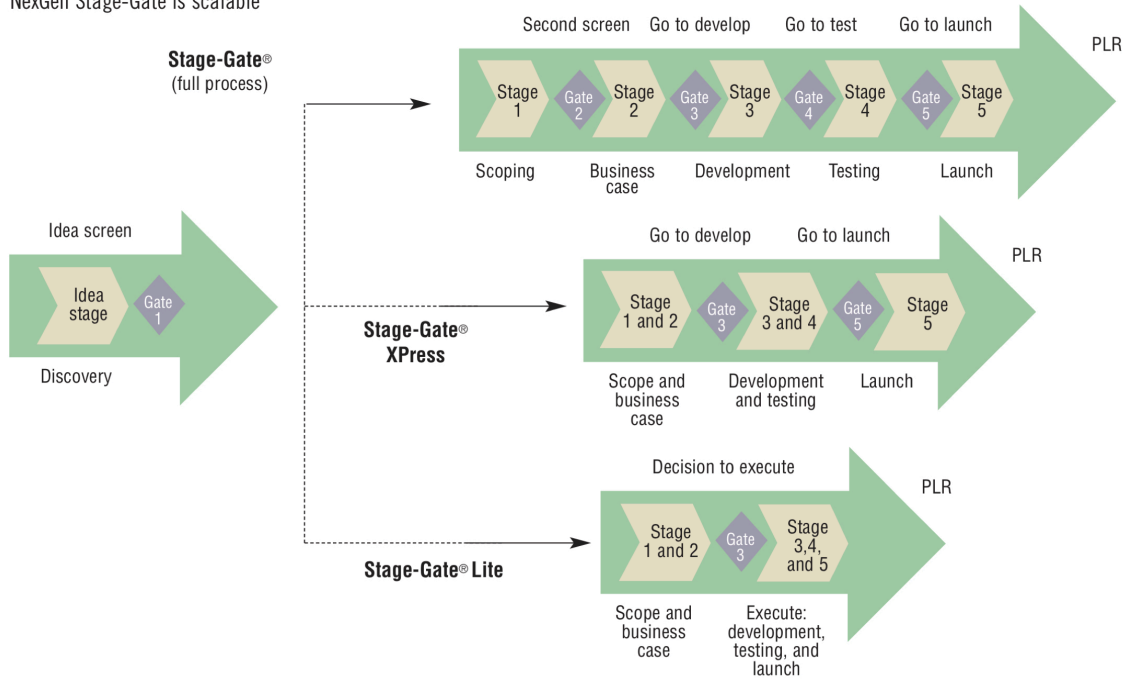 NexGen Stage-Gate is scalable
Stage-Gate®
(full process)
Second screen
Go to develop
Go to test
Go to launch
PLR
Stage
1
Gate
2
Stage
2
Gate
3
Stage
3
Gate
4
Stage
4
Gate
5
Stage
5
Scoping
Business
case
Development
Testing
Launch
Idea screen
Idea
stage
Gate
1
Discovery
Stage-Gate®
XPress
Go to develop
Go to launch
PLR
Stage
1 and 2
Gate
3
Stage
3 and 4
Gate
5
Stage
5
Scope and
business
case
Development
and testing
Launch
Stage-Gate® Lite
Decision to execute
PLR
Stage
1 and 2
Gate
3
Stage
3,4,
and 5
Scope and
business
case
Execute:
development,
testing, and
launch